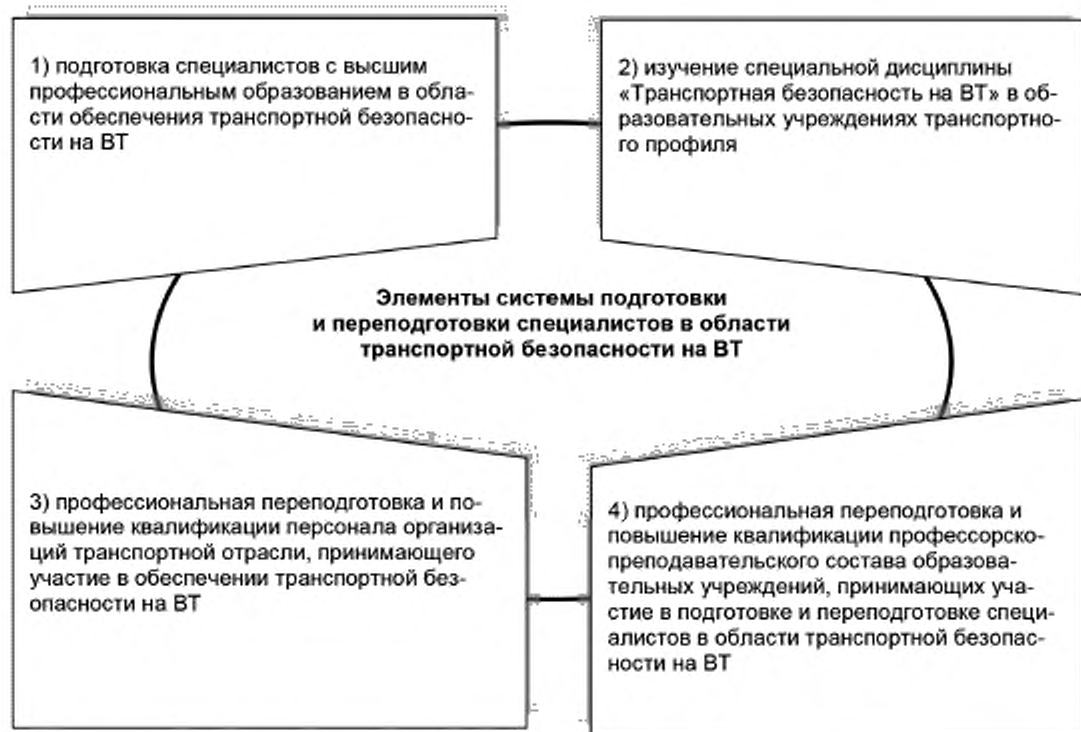 1) подготовка специалистов с высшим
профессиональным образованием в обла-
сти обеспечения транспортной безопасно-
сти на ВТ
2) изучение специальной дисциплины
«Транспортная безопасность на ВТ» в об-
разовательных учреждениях транспортно-
го профиля
Элементы системы подготовки
и переподготовки специалистов в области
транспортной безопасности на ВТ
3) профессиональная переподготовка и по-
вышение квалификации персонала организа-
ций транспортной отрасли, принимающего
участие в обеспечении транспортной без-
опасности на ВТ
4) профессиональная переподготовка и
повышение квалификации профессорско-
преподавательского состава образова-
тельных учреждений, принимающих уча-
стие в подготовке и переподготовке специ-
алистов в области транспортной безопас-
ности на ВТ